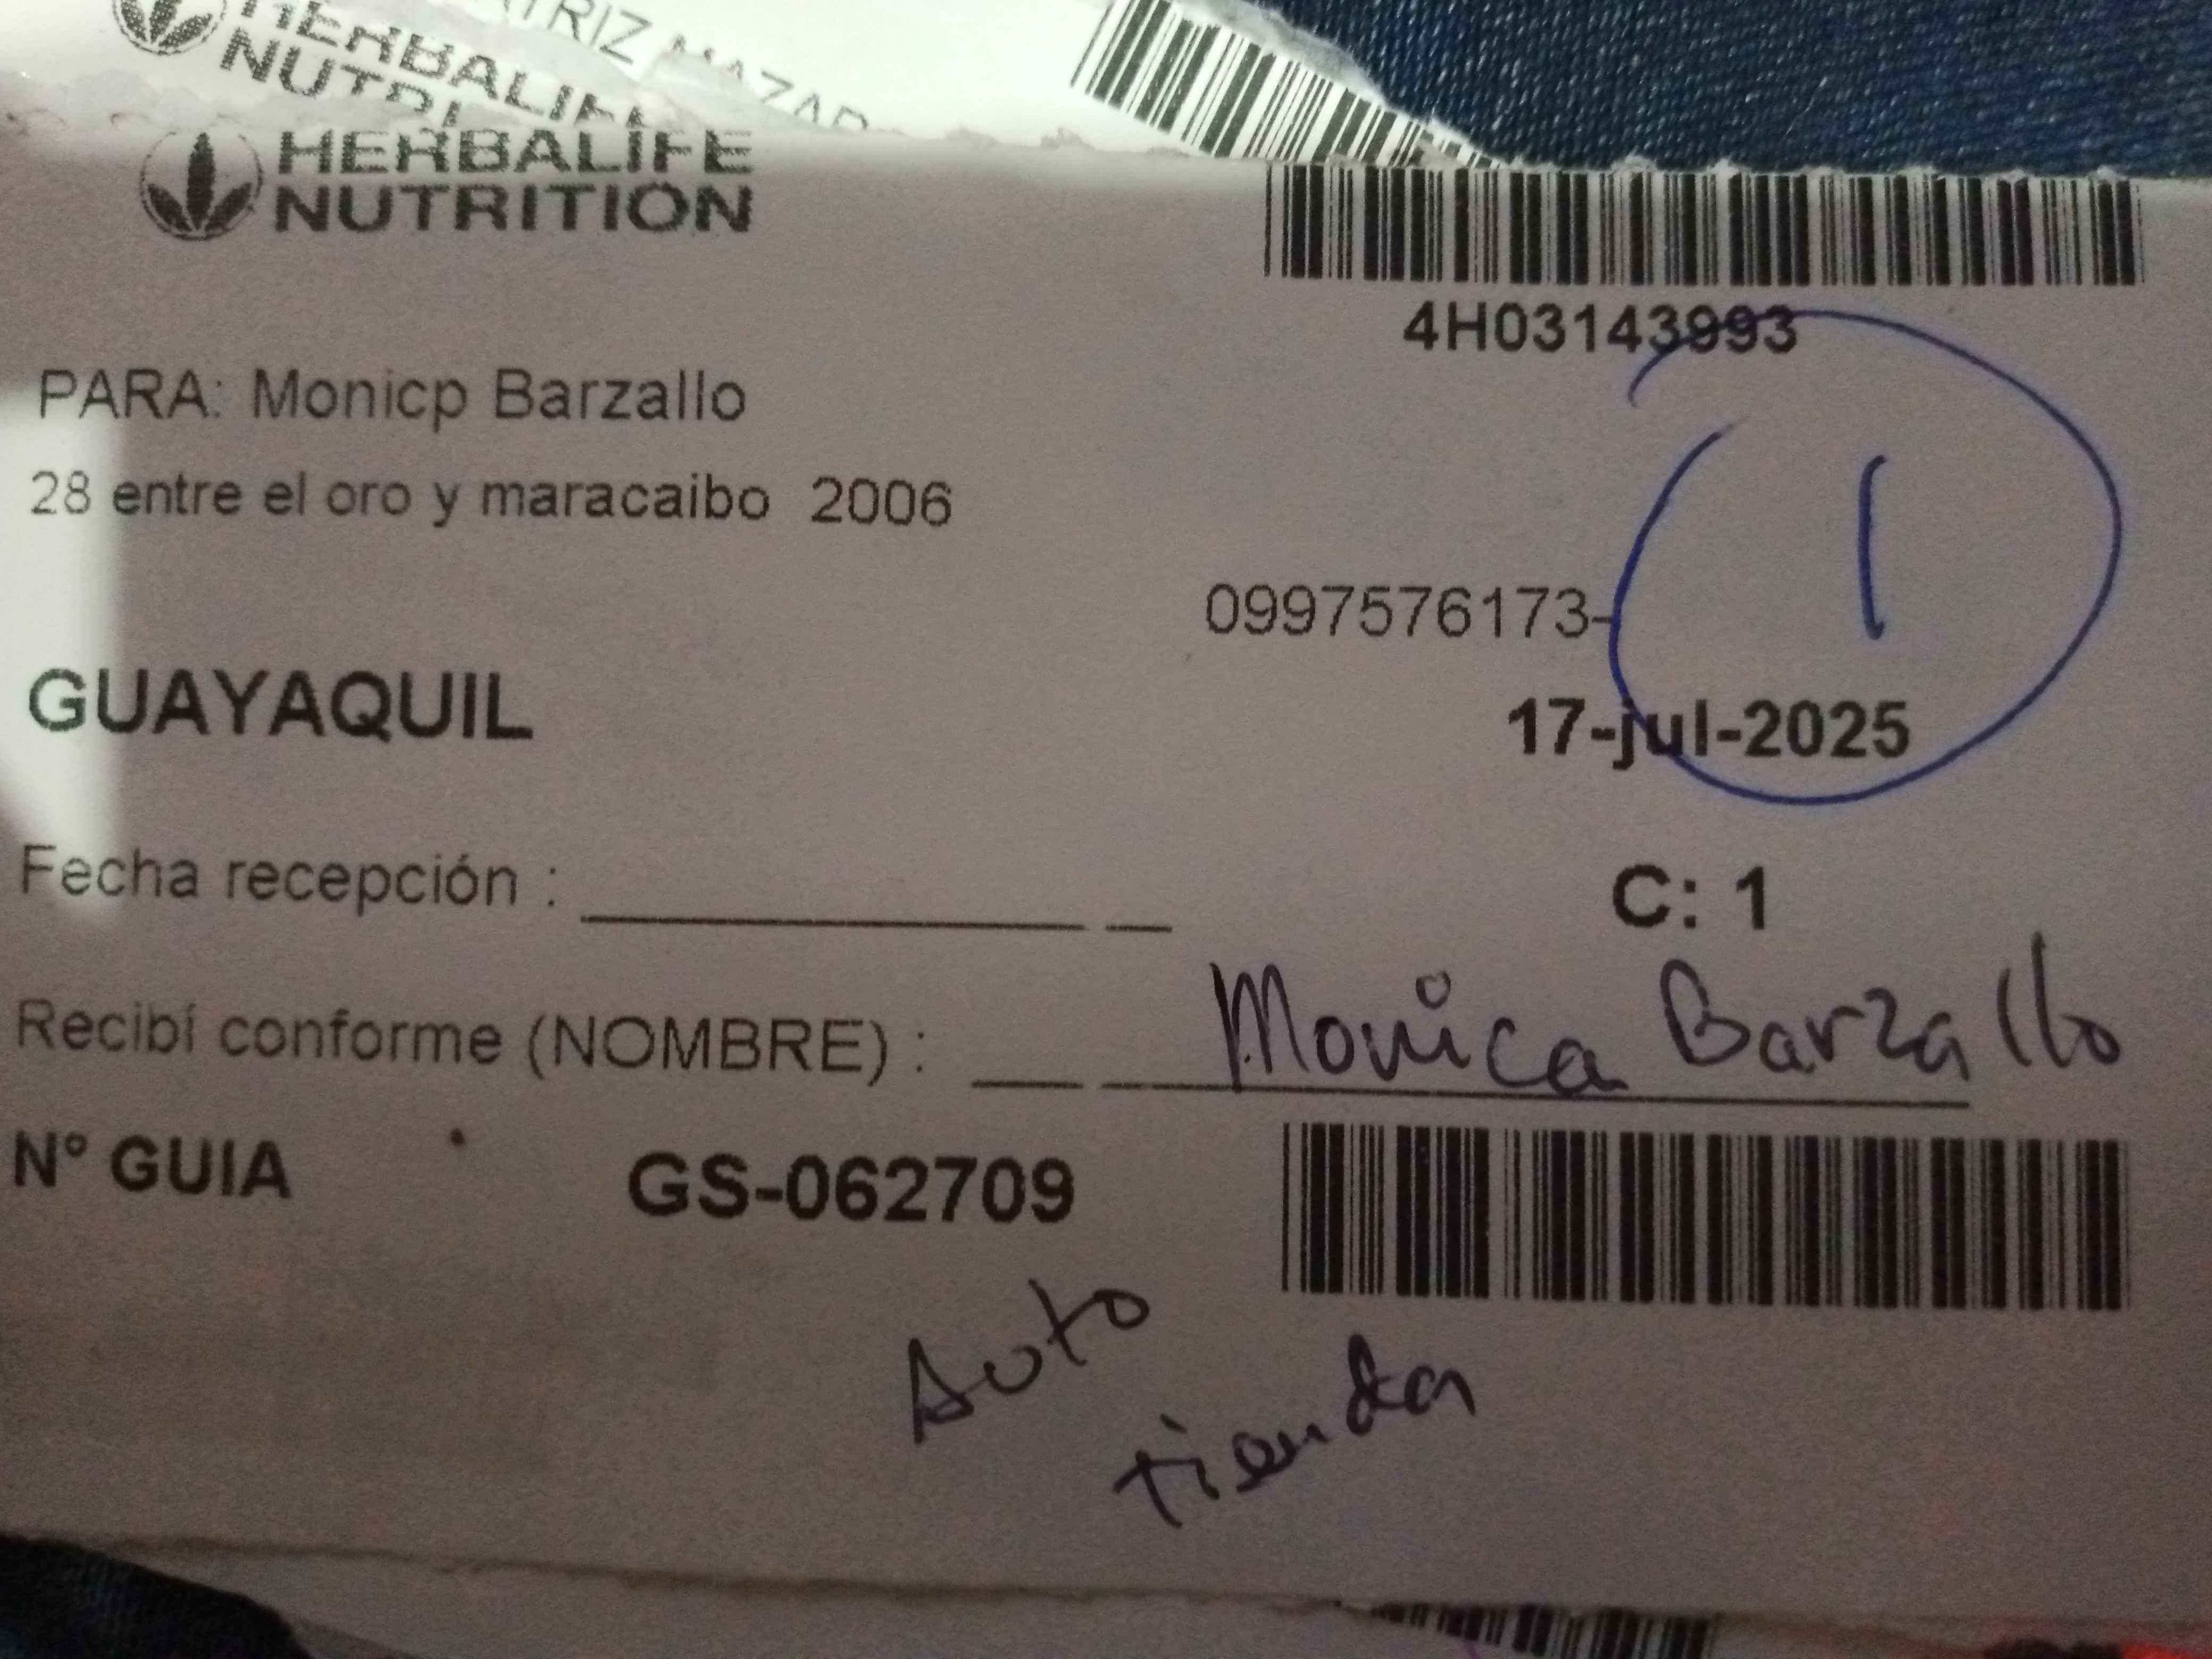 HERBALIFE
HERBALIFE
NUTRITION
4H03143993
PARA: Monicp Barzallo
28 entre el oro y maracaibo 2006
1
0997576173-
GUAYAQUIL
17-jul-2025
Fecha recepción :
C: 1
Recibí conforme (NOMBRE) : Monica Barzallo
N° GUIA GS-062709
Auto
tienda